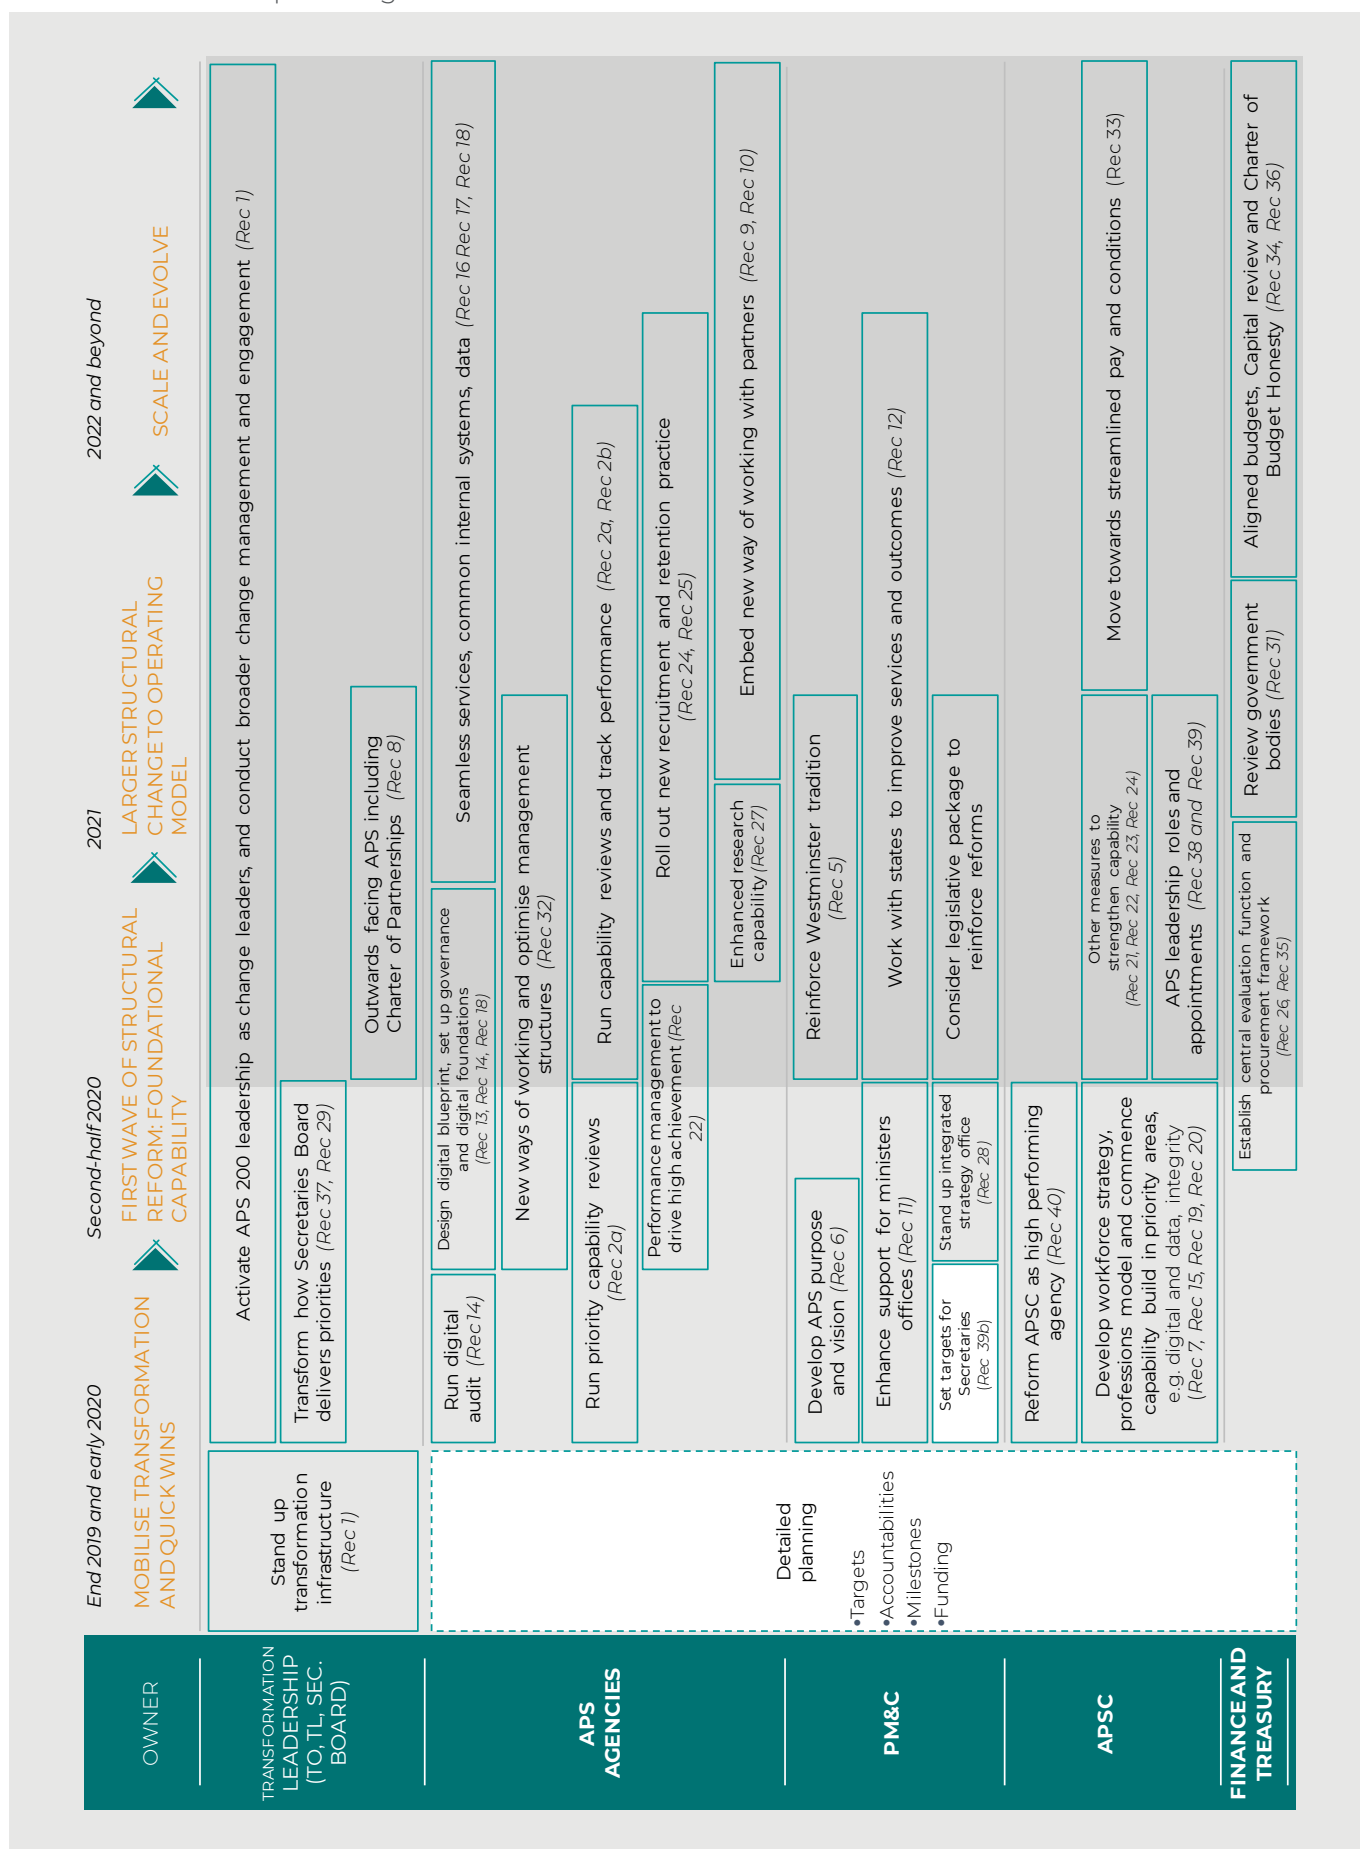 OWNER
End 2019 and early 2020
MOBILISE TRANSFORMATION
AND QUICK WINS
Second-half 2020
FIRST WAVE OF STRUCTURAL
REFORM: FOUNDATIONAL
CAPABILITY
2021
LARGER STRUCTURAL
CHANGE TO OPERATING
MODEL
2022 and beyond
SCALE AND EVOLVE
TRANSFORMATION
LEADERSHIP
(TO, TL, SEC.
BOARD)
Stand up
transformation
infrastructure
(Rec 1)
Activate APS 200 leadership as change leaders, and conduct broader change management and engagement (Rec 1)
Transform how Secretaries Board
delivers priorities (Rec 37, Rec 29)
Outwards facing APS including
Charter of Partnerships (Rec 8)
APS
AGENCIES
Run digital
audit (Rec 14)
Design digital blueprint, set up governance
and digital foundations
(Rec 13, Rec 14, Rec 18)
Seamless services, common internal systems, data (Rec 16 Rec 17, Rec 18)
New ways of working and optimise management
structures (Rec 32)
Run priority capability reviews
(Rec 2a)
Run capability reviews and track performance (Rec 2a, Rec 2b)
Performance management to
drive high achievement (Rec
22)
Roll out new recruitment and retention practice
(Rec 24, Rec 25)
Enhanced research
capability (Rec 27)
Embed new way of working with partners (Rec 9, Rec 10)
Detailed
planning
•Targets
•Accountabilities
•Milestones
•Funding
PM&C
Develop APS purpose
and vision (Rec 6)
Reinforce Westminster tradition
(Rec 5)
Enhance support for ministers
offices (Rec 11)
Work with states to improve services and outcomes (Rec 12)
Set targets for
Secretaries
(Rec 39b)
Stand up integrated
strategy office
(Rec 28)
Consider legislative package to
reinforce reforms
APSC
Reform APSC as high performing
agency (Rec 40)
Develop workforce strategy,
professions model and commence
capability build in priority areas,
e.g. digital and data, integrity
(Rec 7, Rec 15, Rec 19, Rec 20)
Other measures to
strengthen capability
(Rec 21, Rec 22, Rec 23, Rec 24)
Move towards streamlined pay and conditions (Rec 33)
APS leadership roles and
appointments (Rec 38 and Rec 39)
FINANCE AND
TREASURY
Establish central evaluation function and
procurement framework
(Rec 26, Rec 35)
Review government
bodies (Rec 31)
Aligned budgets, Capital review and Charter of
Budget Honesty (Rec 34, Rec 36)